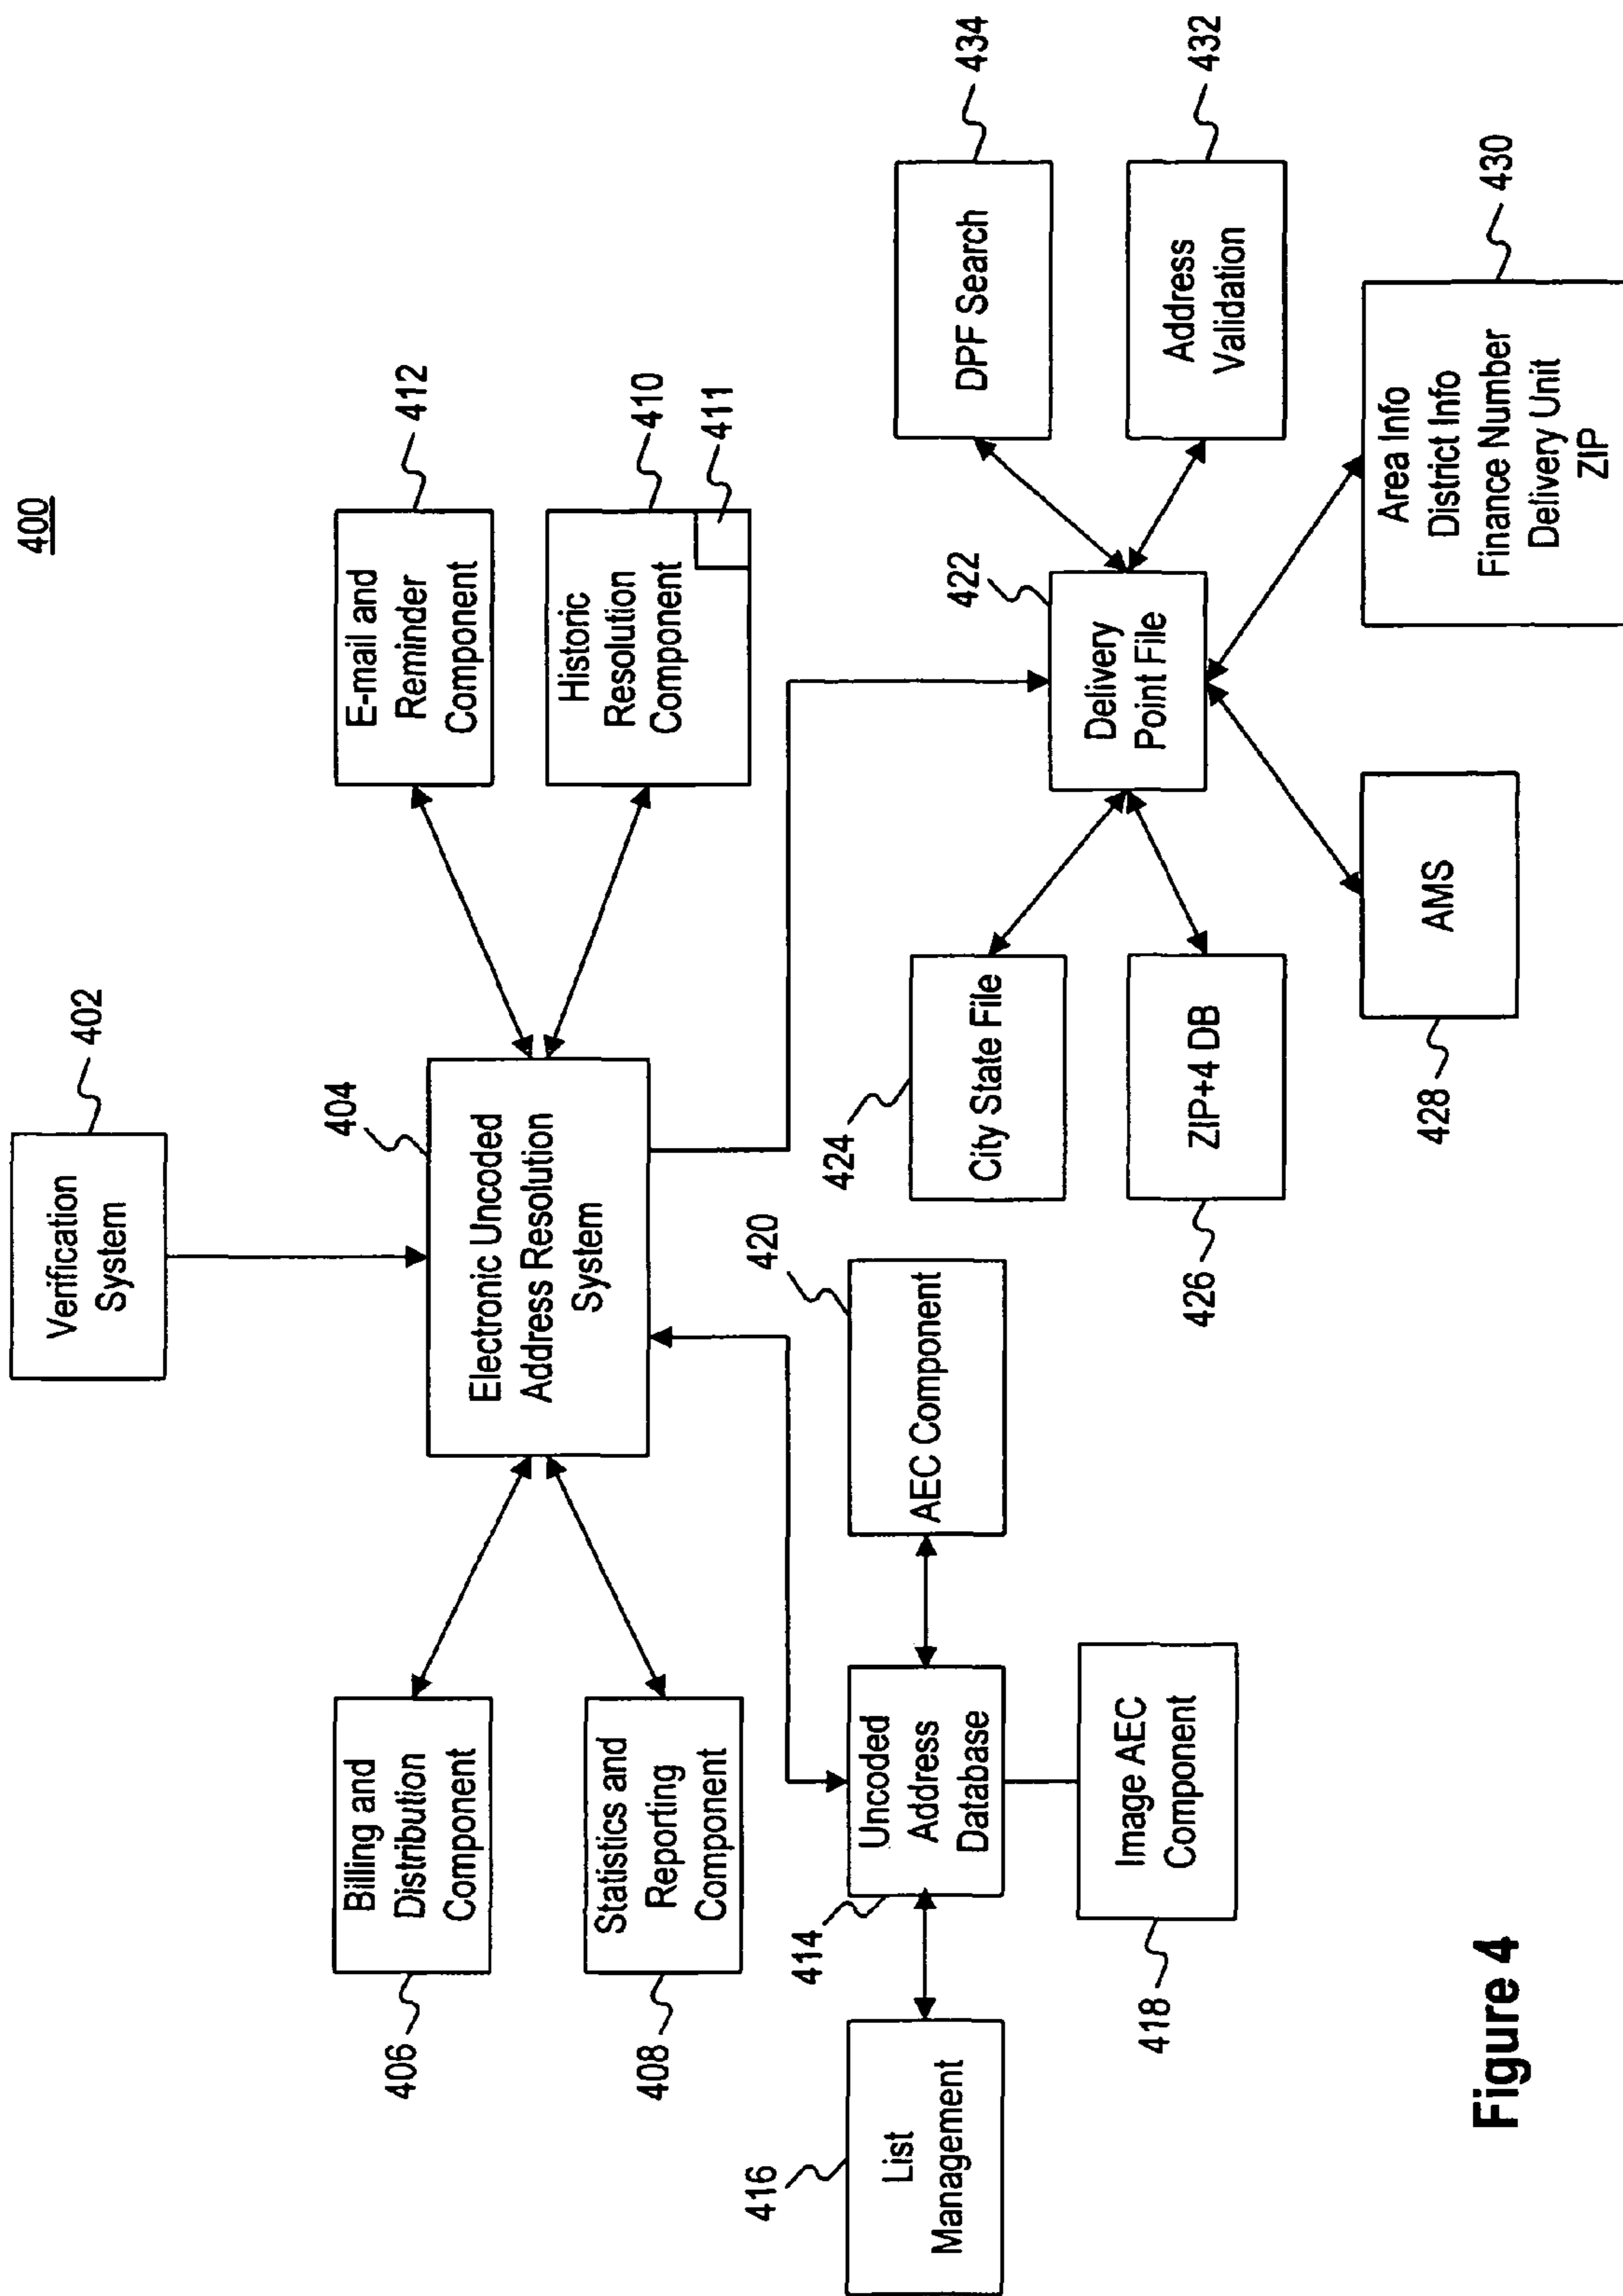 400
Verification
System
402
404
Electronic Uncoded
Address Resolution
System
Billing and
Distribution
Component
406
Statistics and
Reporting
Component
408
E-mail and
Reminder
Component
412
Historic
Resolution
Component
410
411
414
Uncoded
Address
Database
416
List
Management
420
AEC Component
418
Image AEC
Component
422
Delivery
Point File
424
City State File
426
ZIP+4 DB
428
AMS
DPF Search
434
Address
Validation
432
Area Info
District Info
Finance Number
Delivery Unit
ZIP
430
Figure 4